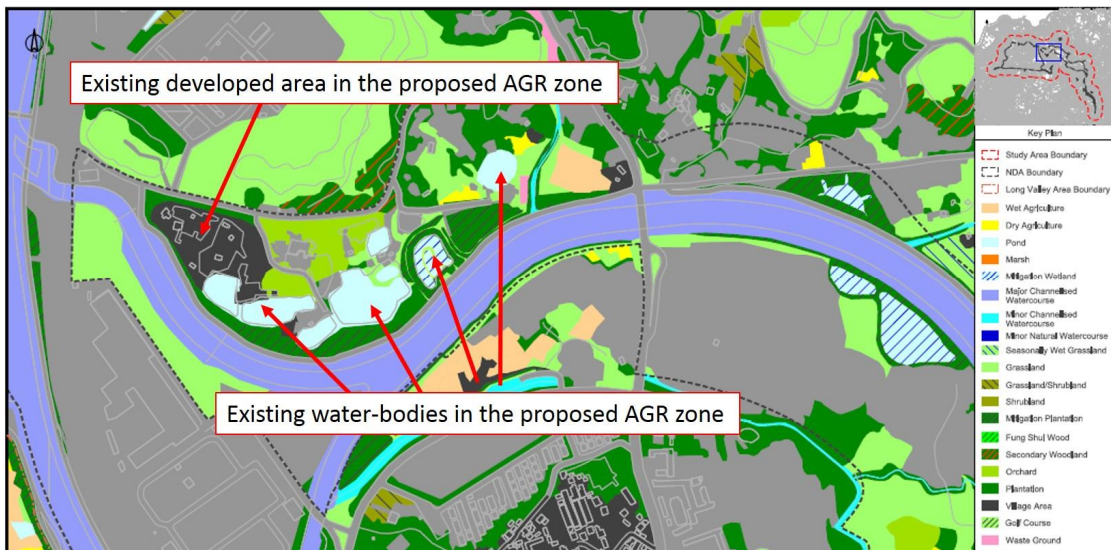 N
Existing developed area in the proposed AGR zone
Existing water-bodies in the proposed AGR zone
Key Plan
Study Area Boundary
NDA Boundary
Long Valley Area Boundary
Wet Agriculture
Dry Agriculture
Pond
Marsh
Mitigation Wetland
Major Channelised
Watercourse
Minor Channelised
Watercourse
Minor Natural Watercourse
Seasonally Wet Grassland
Grassland
Grassland/Shrubland
Shrubland
Mitigation Plantation
Fung Shui Wood
Secondary Woodland
Orchard
Plantation
Village Area
Golf Course
Waste Ground